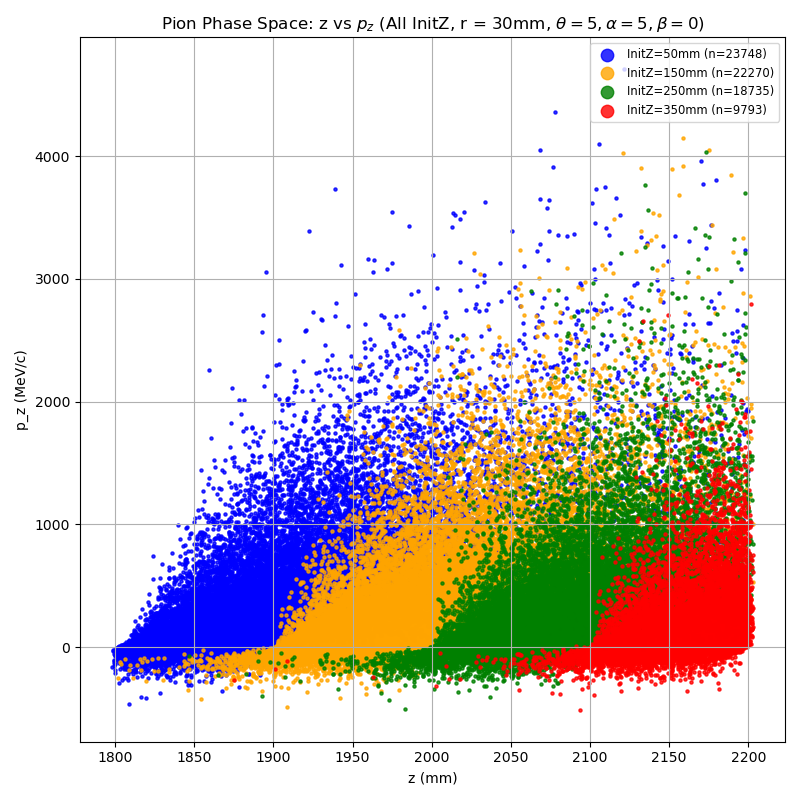 Pion Phase Space: z vs p_z (All InitZ, r = 30mm, θ = 5, α = 5, β = 0)
InitZ=50mm (n=23748)
InitZ=150mm (n=22270)
InitZ=250mm (n=18735)
InitZ=350mm (n=9793)
p_z (MeV/c)
4000
3000
2000
1000
0
1800 1850 1900 1950 2000 2050 2100 2150 2200
z (mm)